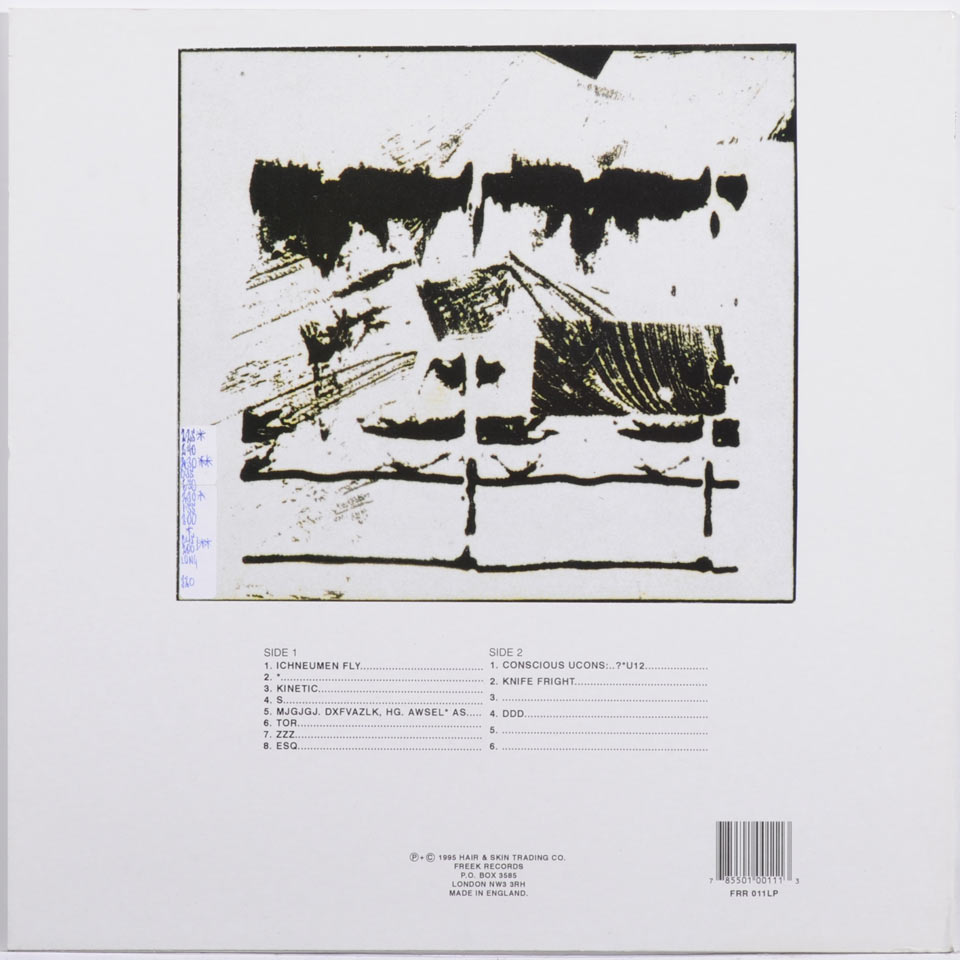 SIDE 1
1. ICHNEUMEN FLY
2. *
3. KINETIC
4. S
5. MJGJGJ. DXFVAZLK, HG. AWSEL* AS
6. TOR
7. ZZZ
8. ESQ
SIDE 2
1. CONSCIOUS UCONS:..?*U12
2. KNIFE FRIGHT
3.
4. DDD
5.
6.
Ⓟ+© 1995 HAIR & SKIN TRADING CO.
FREEK RECORDS
P.O. BOX 3585
LONDON NW3 3RH
MADE IN ENGLAND.
7 85501 00111 3
FRR 011LP